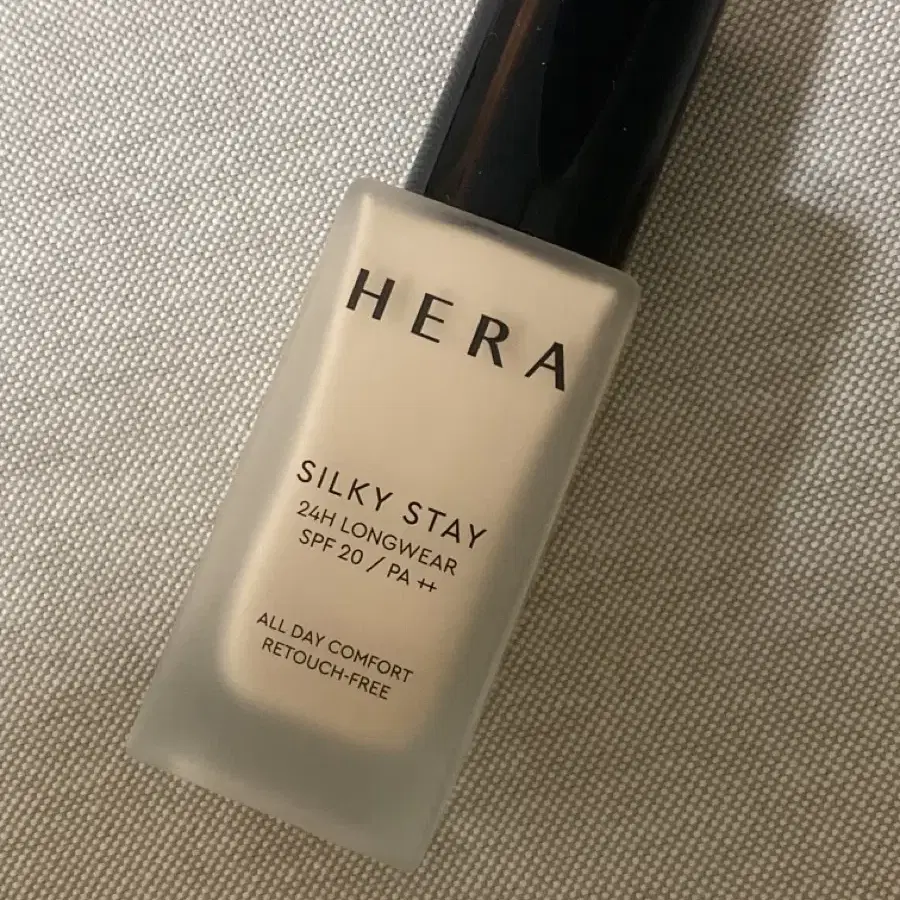 HERA
SILKY STAY
24H LONGWEAR
SPF 20 / PA ++
ALL DAY COMFORT
RETOUCH-FREE